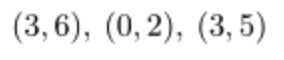 (3, 6), (0, 2), (3, 5)